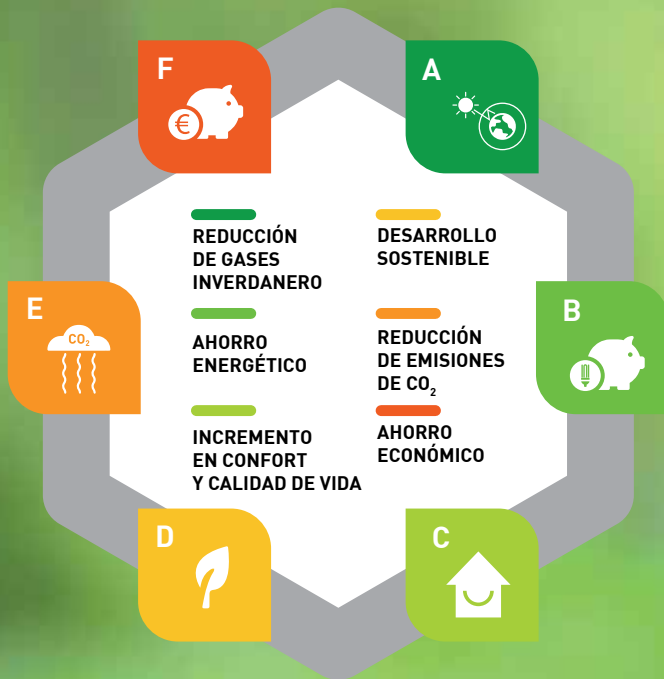 F
A
€
REDUCCIÓN
DE GASES
INVERDANERO
DESARROLLO
SOSTENIBLE
E
CO₂
B
AHORRO
ENERGÉTICO
REDUCCIÓN
DE EMISIONES
DE CO₂
INCREMENTO
EN CONFORT
Y CALIDAD DE VIDA
AHORRO
ECONÓMICO
D
C